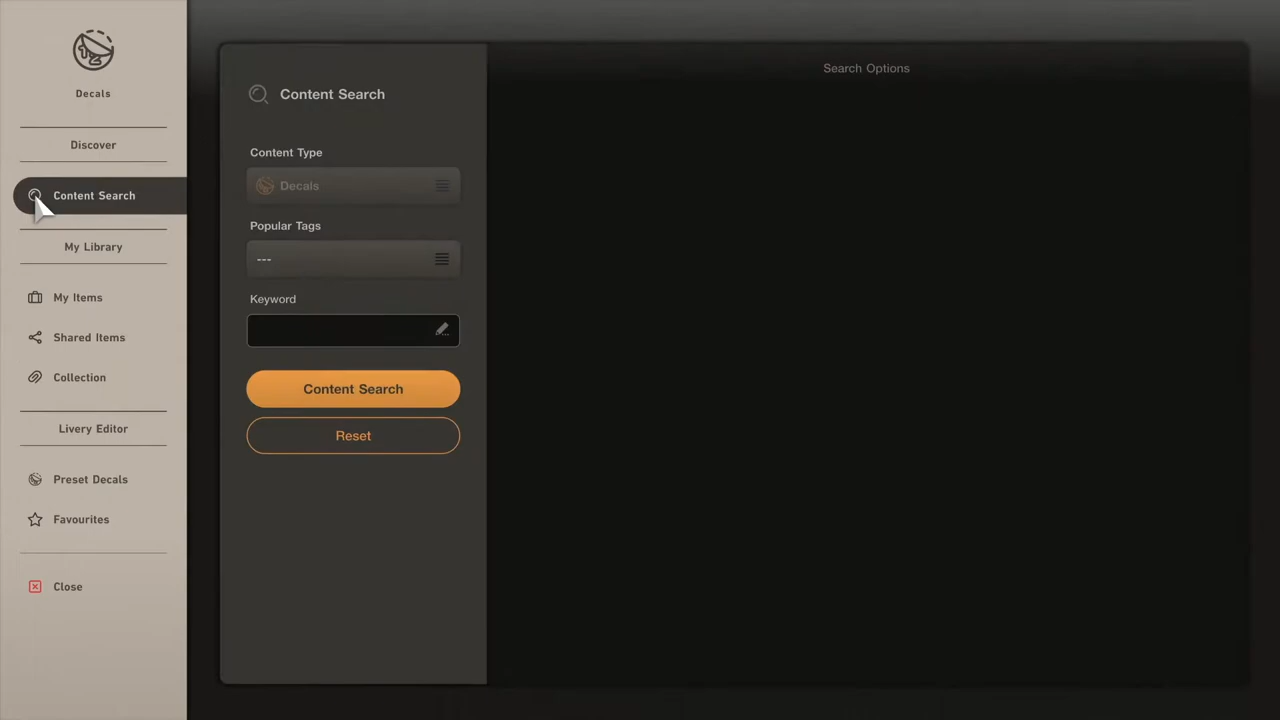 Decals
Discover
Content Search
My Library
My Items
Shared Items
Collection
Livery Editor
Preset Decals
Favourites
Close
Content Search
Content Type
Decals
Popular Tags
---
Keyword
Content Search
Reset
Search Options